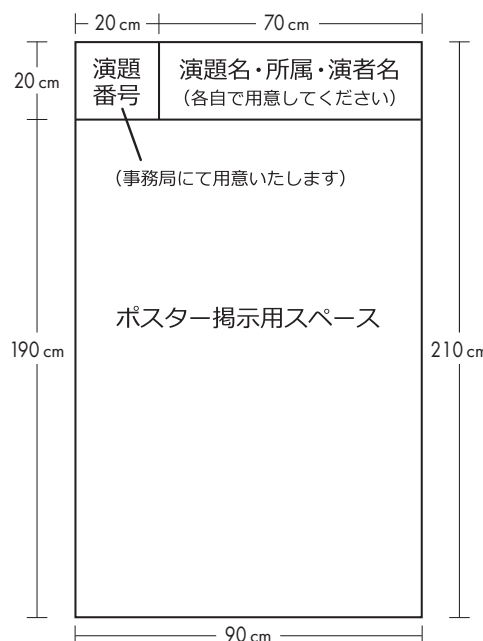 20 cm
70 cm
20 cm
演題
番号
演題名・所属・演者名
（各自で用意してください）
（事務局にて用意いたします）
ポスター掲示用スペース
190 cm
210 cm
90 cm